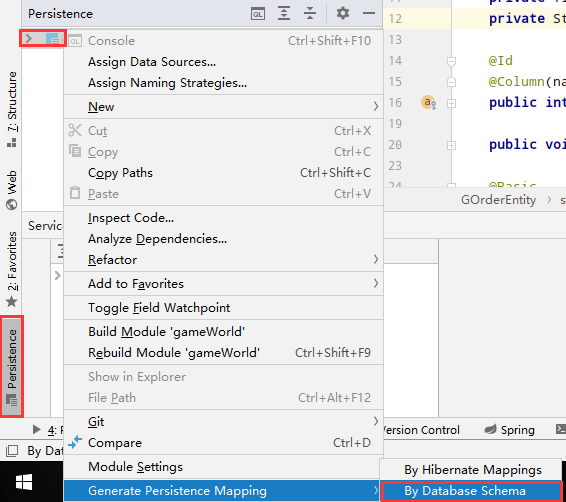 Persistence
Console Ctrl+Shift+F10
Assign Data Sources...
Assign Naming Strategies...
New
Cut Ctrl+X
Copy Ctrl+C
Copy Paths Ctrl+Shift+C
Paste Ctrl+V
Inspect Code...
Analyze Dependencies...
Refactor
Add to Favorites
Toggle Field Watchpoint
Build Module 'gameWorld'
Rebuild Module 'gameWorld' Ctrl+Shift+F9
Show in Explorer
File Path Ctrl+Alt+F12
Git
Compare Ctrl+D
Module Settings
Generate Persistence Mapping
By Hibernate Mappings
By Database Schema
7: Structure
Web
2: Favorites
Persistence
Servic
4:
By Dat
11
12 private St
13
14 @Id
15 @Column(na
16 public int
19
20 public voi
23
24 @Basic
GOrderEntity
Version Control
Spring